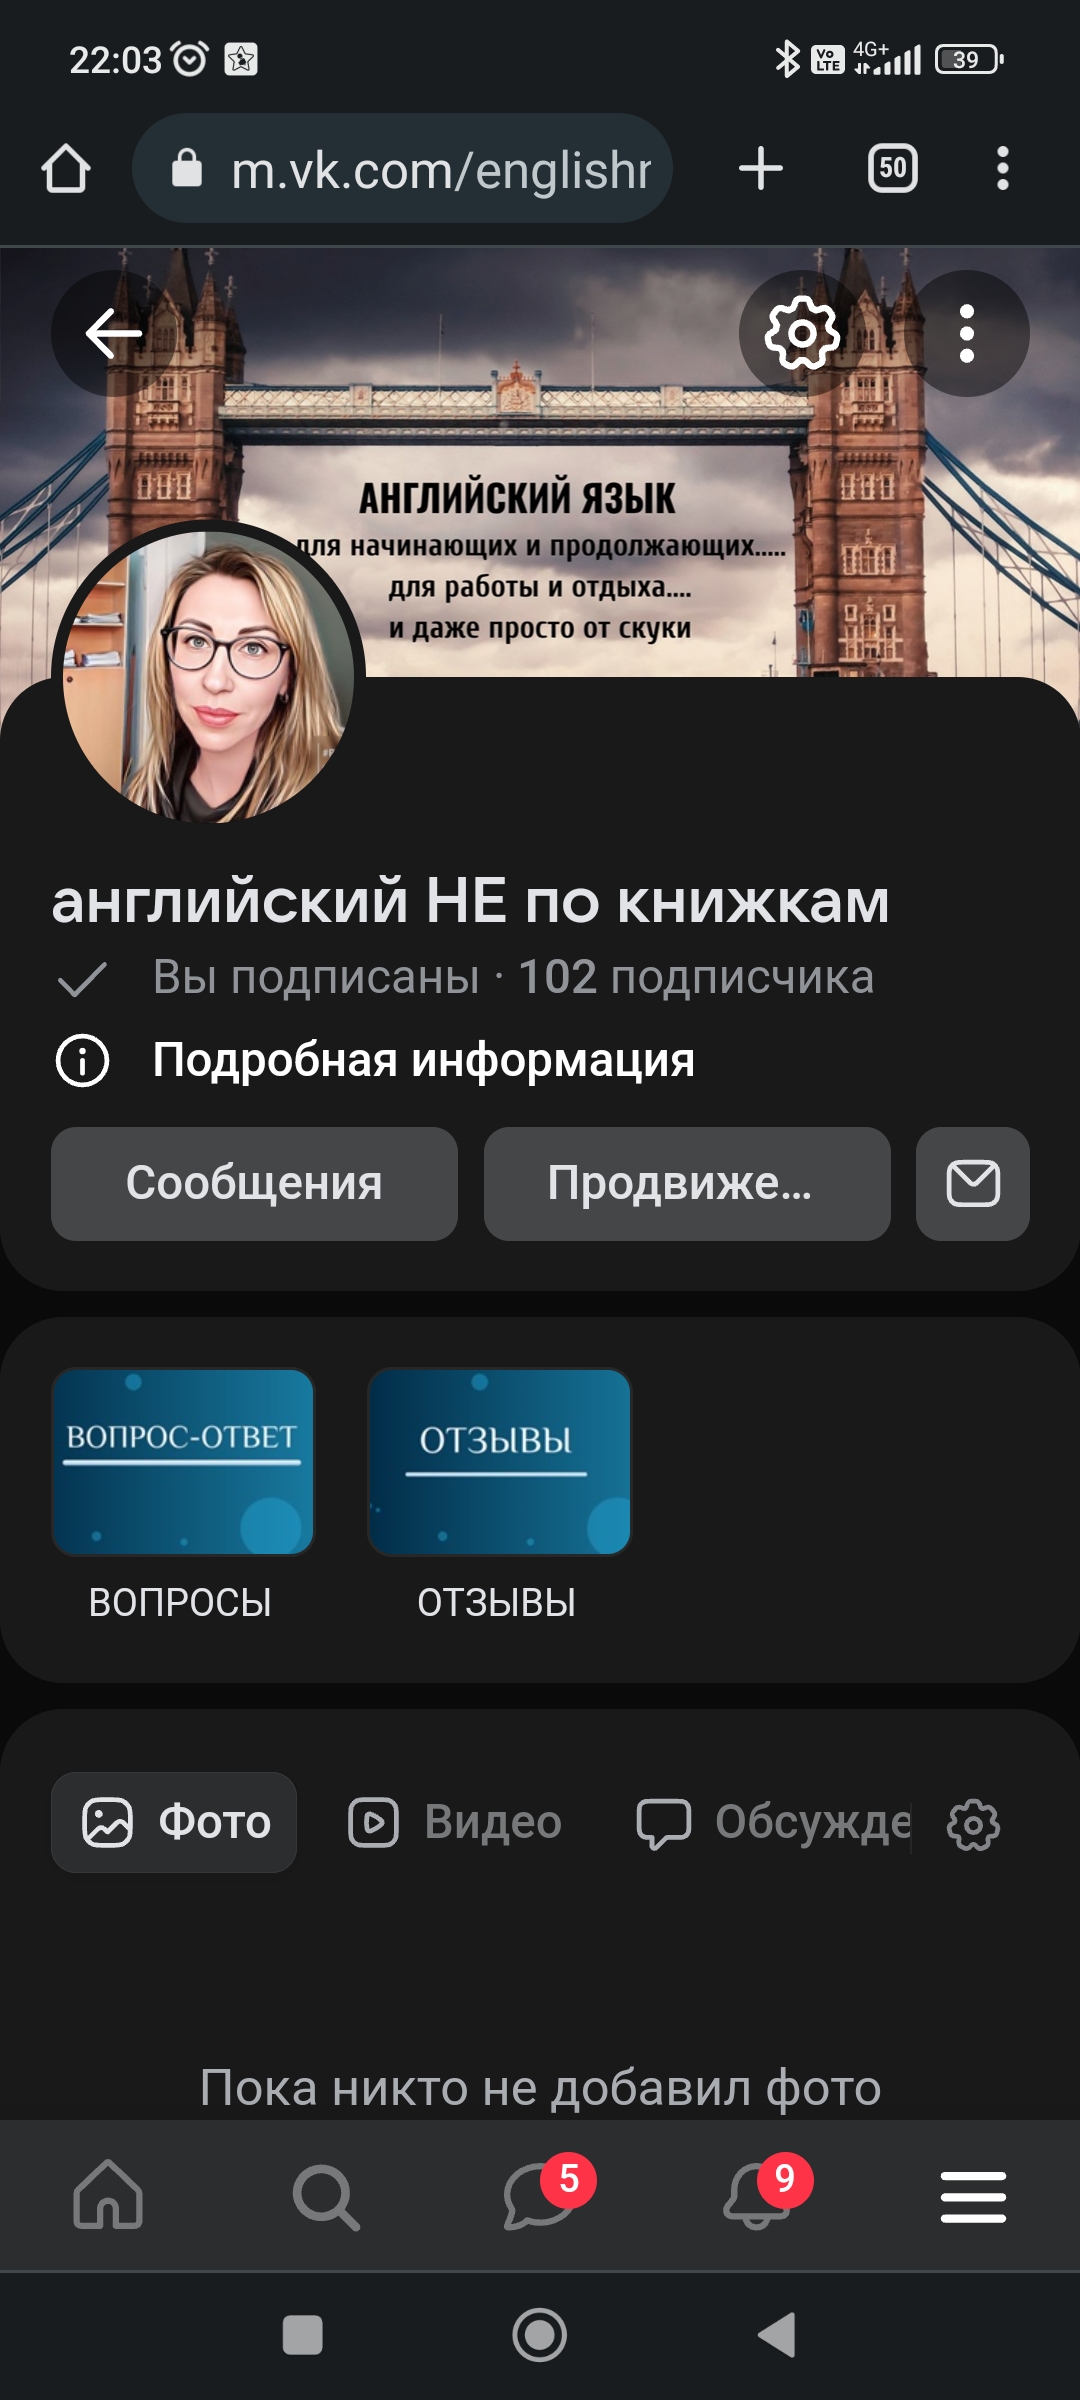 22:03
Vo LTE 4G+ 39
m.vk.com/englishr
50
АНГЛИЙСКИЙ ЯЗЫК
для начинающих и продолжающих.....
для работы и отдыха....
и даже просто от скуки
английский НЕ по книжкам
Вы подписаны · 102 подписчика
Подробная информация
Сообщения
Продвиже...
ВОПРОС-ОТВЕТ
ОТЗЫВЫ
ВОПРОСЫ
ОТЗЫВЫ
Фото
Видео
Обсужде
Пока никто не добавил фото
5
9